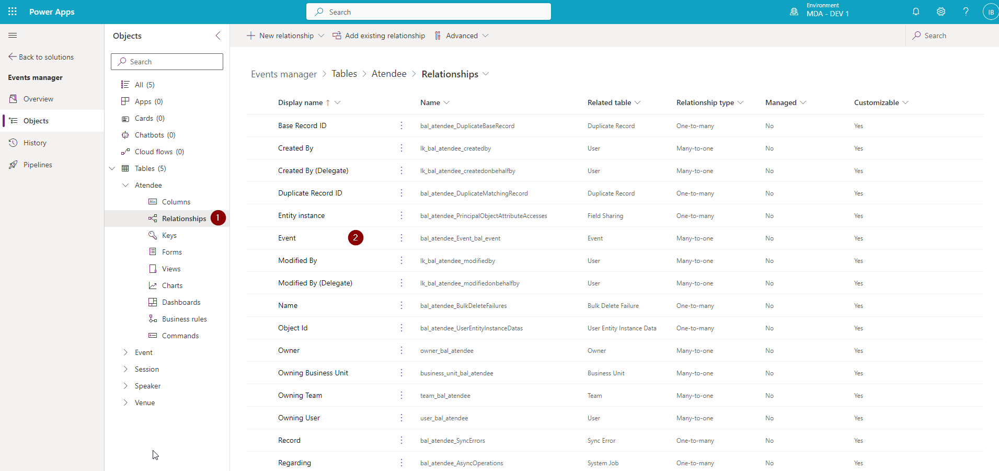 Power Apps
Search
Environment
MDA - DEV 1
IB
Back to solutions
Events manager
Overview
Objects
History
Pipelines
Objects
Search
All (5)
Apps (0)
Cards (0)
Chatbots (0)
Cloud flows (0)
Tables (5)
Atendee
Abc Columns
Relationships 1
Keys
Forms
Views
Charts
Dashboards
Business rules
Commands
Event
Session
Speaker
Venue
New relationship Add existing relationship Advanced Search
Events manager > Tables > Atendee > Relationships
Display name ↑ Name Related table Relationship type Managed Customizable
Base Record ID bal_atendee_DuplicateBaseRecord Duplicate Record One-to-many No Yes
Created By lk_bal_atendee_createdby User Many-to-one No Yes
Created By (Delegate) lk_bal_atendee_createdonbehalfby User Many-to-one No Yes
Duplicate Record ID bal_atendee_DuplicateMatchingRecord Duplicate Record One-to-many No Yes
Entity instance bal_atendee_PrincipalObjectAttributeAccesses Field Sharing One-to-many No Yes
Event 2 bal_atendee_Event_bal_event Event Many-to-one No Yes
Modified By lk_bal_atendee_modifiedby User Many-to-one No Yes
Modified By (Delegate) lk_bal_atendee_modifiedonbehalfby User Many-to-one No Yes
Name bal_atendee_BulkDeleteFailures Bulk Delete Failure One-to-many No Yes
Object Id bal_atendee_UserEntityInstanceDatas User Entity Instance Data One-to-many No Yes
Owner owner_bal_atendee Owner Many-to-one No Yes
Owning Business Unit business_unit_bal_atendee Business Unit Many-to-one No Yes
Owning Team team_bal_atendee Team Many-to-one No Yes
Owning User user_bal_atendee User Many-to-one No Yes
Record bal_atendee_SyncErrors Sync Error One-to-many No Yes
Regarding bal_atendee_AsyncOperations System Job One-to-many No Yes